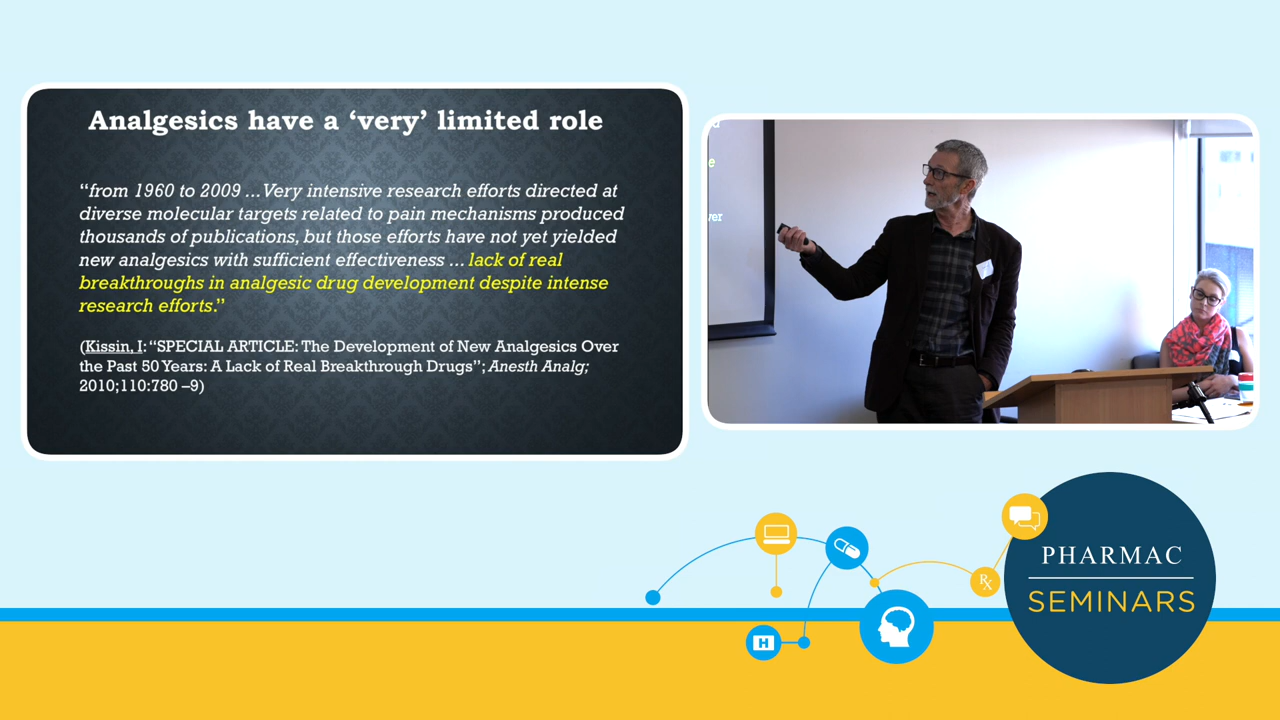 Analgesics have a ‘very’ limited role
“from 1960 to 2009 ...Very intensive research efforts directed at
diverse molecular targets related to pain mechanisms produced
thousands of publications, but those efforts have not yet yielded
new analgesics with sufficient effectiveness ... lack of real
breakthroughs in analgesic drug development despite intense
research efforts.”
(Kissin, I: “SPECIAL ARTICLE: The Development of New Analgesics Over
the Past 50 Years: A Lack of Real Breakthrough Drugs”; Anesth Analg;
2010;110:780 –9)
PHARMAC
SEMINARS
Rx
H